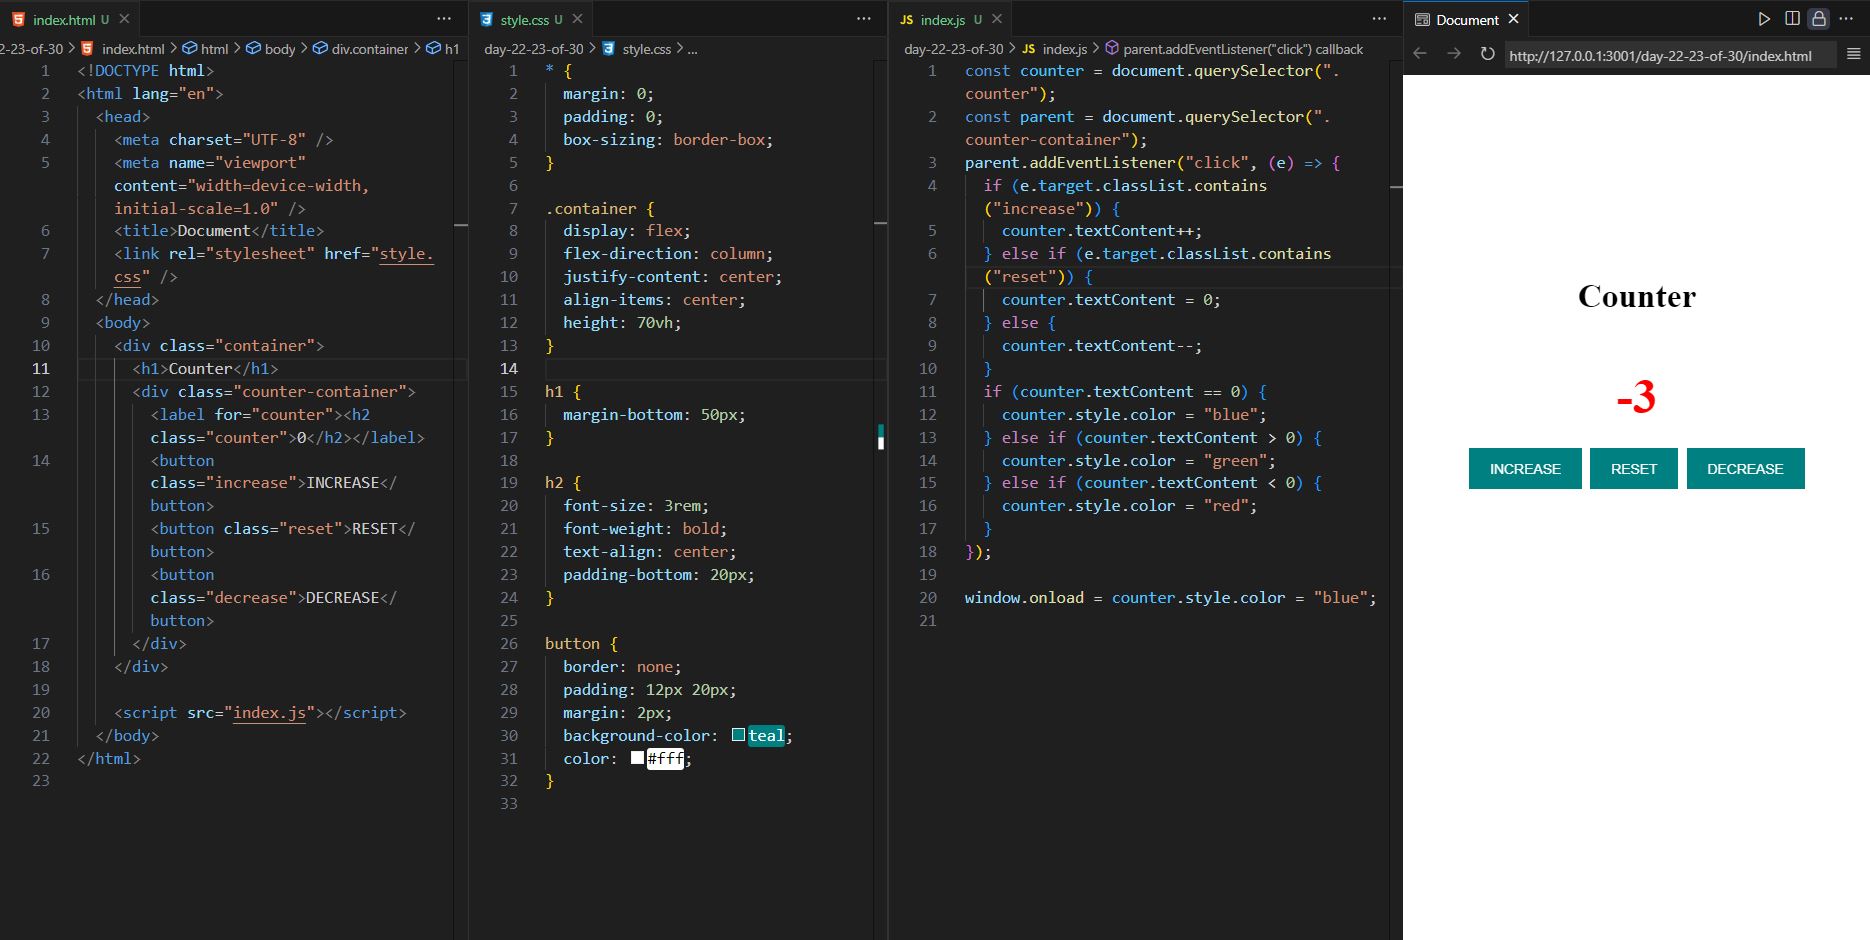 index.html U
2-23-of-30 > index.html > html > body > div.container > h1
1 <!DOCTYPE html>
2 <html lang="en">
3 <head>
4 <meta charset="UTF-8" />
5 <meta name="viewport"
content="width=device-width,
initial-scale=1.0" />
6 <title>Document</title>
7 <link rel="stylesheet" href="style.
css" />
8 </head>
9 <body>
10 <div class="container">
11 <h1>Counter</h1>
12 <div class="counter-container">
13 <label for="counter"><h2
class="counter">0</h2></label>
14 <button
class="increase">INCREASE</
button>
15 <button class="reset">RESET</
button>
16 <button
class="decrease">DECREASE</
button>
17 </div>
18 </div>
19
20 <script src="index.js"></script>
21 </body>
22 </html>
23
style.css U
day-22-23-of-30 > style.css > ...
1 * {
2 margin: 0;
3 padding: 0;
4 box-sizing: border-box;
5 }
6
7 .container {
8 display: flex;
9 flex-direction: column;
10 justify-content: center;
11 align-items: center;
12 height: 70vh;
13 }
14
15 h1 {
16 margin-bottom: 50px;
17 }
18
19 h2 {
20 font-size: 3rem;
21 font-weight: bold;
22 text-align: center;
23 padding-bottom: 20px;
24 }
25
26 button {
27 border: none;
28 padding: 12px 20px;
29 margin: 2px;
30 background-color: teal;
31 color: #fff;
32 }
33
JS index.js U
day-22-23-of-30 > JS index.js > parent.addEventListener("click") callback
1 const counter = document.querySelector(".
counter");
2 const parent = document.querySelector(".
counter-container");
3 parent.addEventListener("click", (e) => {
4 if (e.target.classList.contains
("increase")) {
5 counter.textContent++;
6 } else if (e.target.classList.contains
("reset")) {
7 counter.textContent = 0;
8 } else {
9 counter.textContent--;
10 }
11 if (counter.textContent == 0) {
12 counter.style.color = "blue";
13 } else if (counter.textContent > 0) {
14 counter.style.color = "green";
15 } else if (counter.textContent < 0) {
16 counter.style.color = "red";
17 }
18 });
19
20 window.onload = counter.style.color = "blue";
21
Document
http://127.0.0.1:3001/day-22-23-of-30/index.html
Counter
-3
INCREASE RESET DECREASE